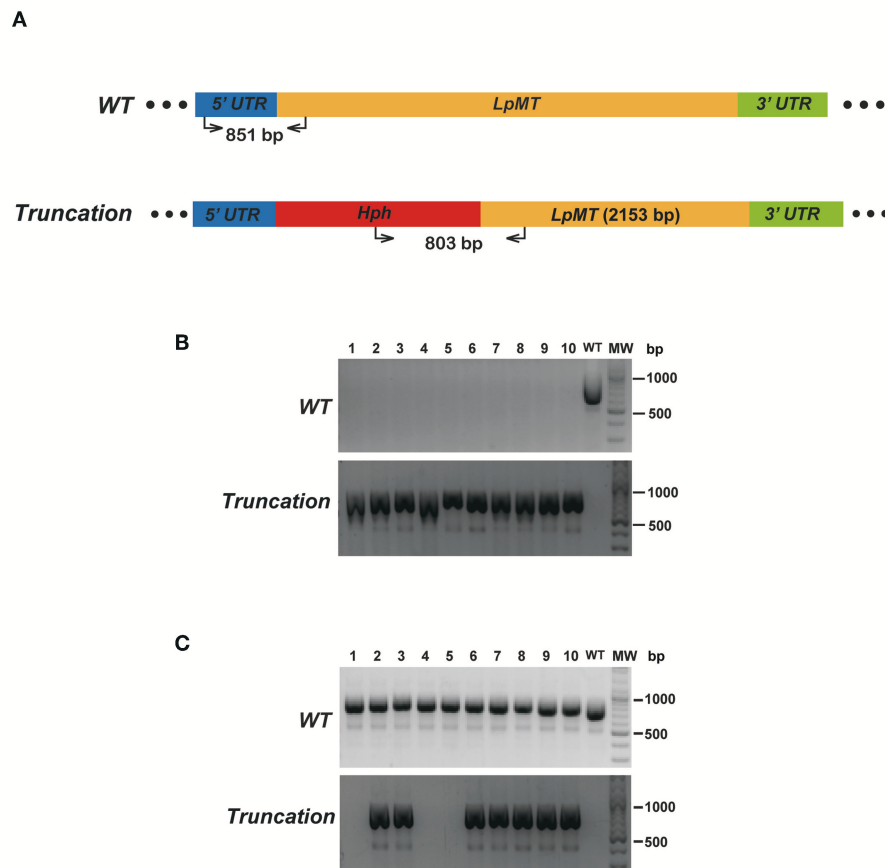 A
WT 5' UTR LpMT 3' UTR
851 bp
Truncation 5' UTR Hph LpMT (2153 bp) 3' UTR
803 bp
B
1 2 3 4 5 6 7 8 9 10 WT MW bp
WT
1000
500
Truncation
1000
500
C
1 2 3 4 5 6 7 8 9 10 WT MW bp
WT
1000
500
Truncation
1000
500